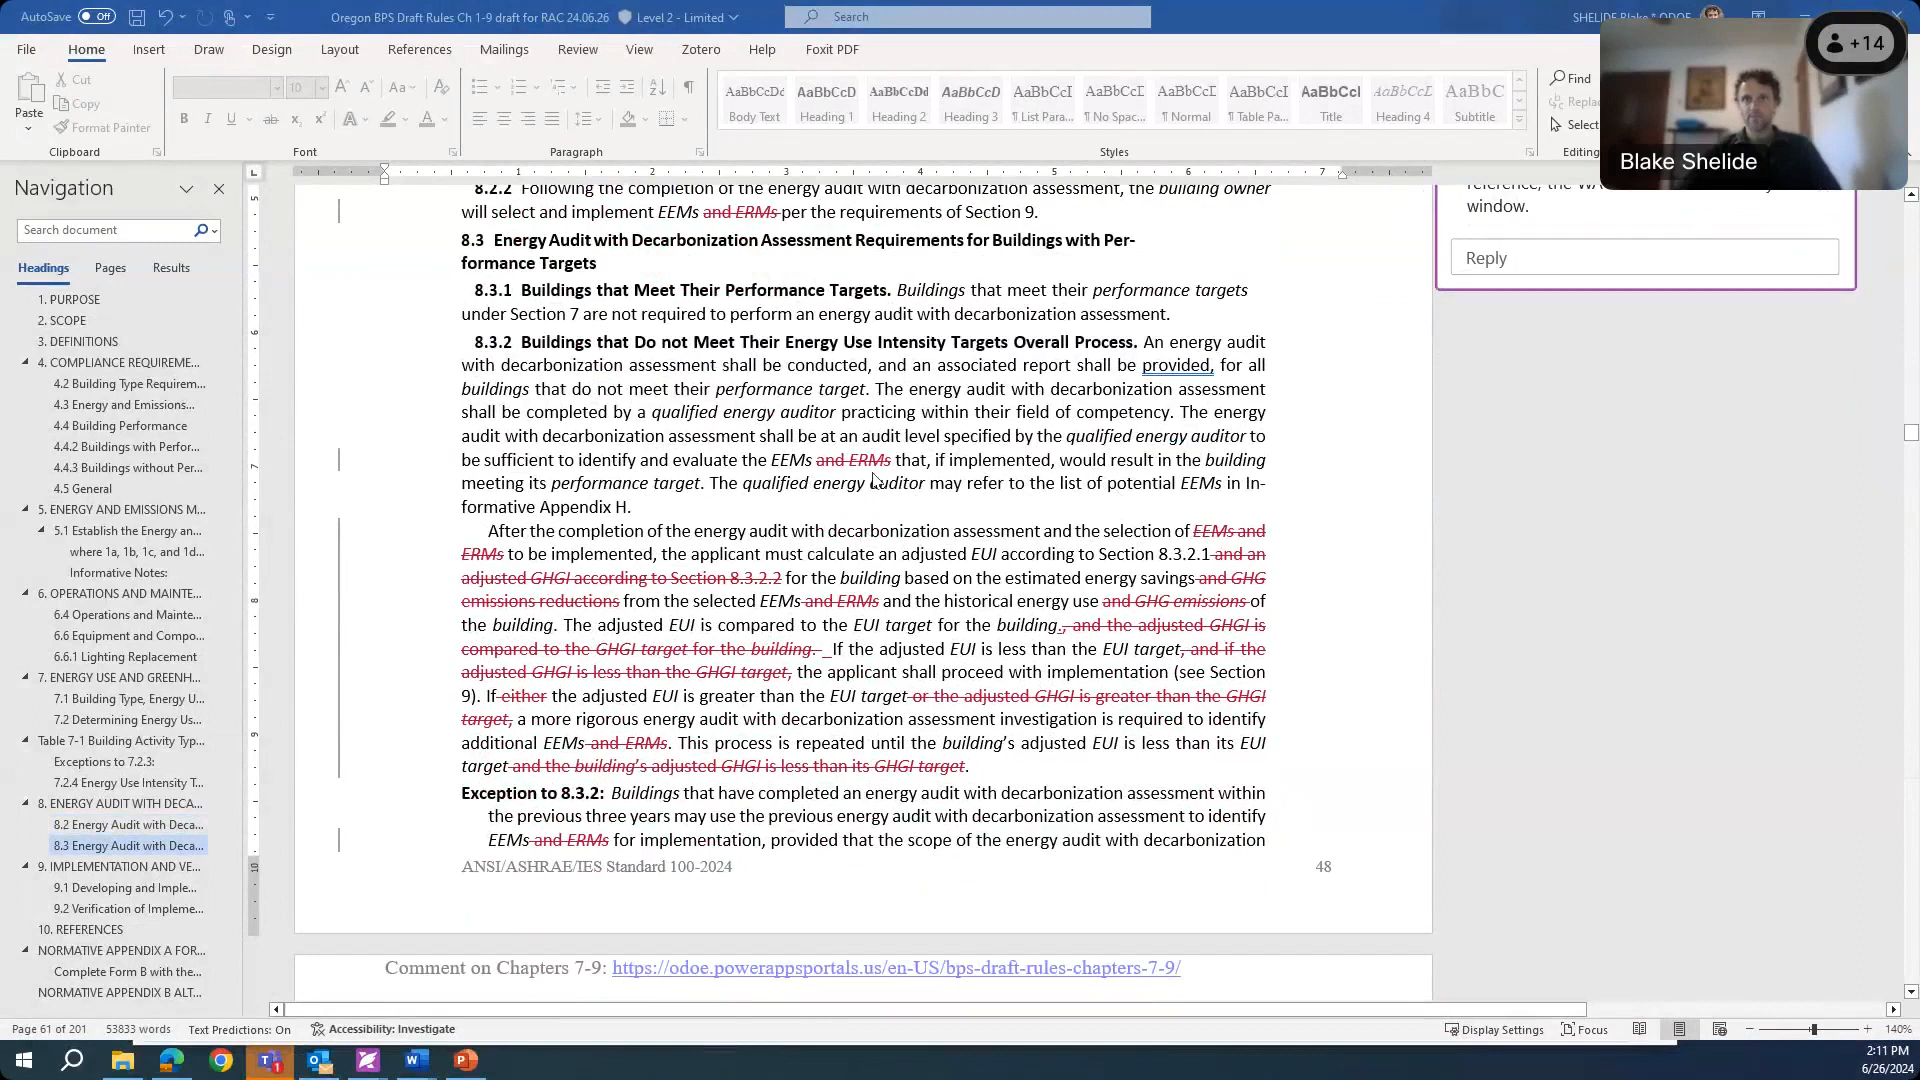 AutoSave Off
Oregon BPS Draft Rules Ch 1-9 draft for RAC 24.06.26
Level 2 - Limited
Search
SHELIDE Blake * ODOE
+14
File Home Insert Draw Design Layout References Mailings Review View Zotero Help Foxit PDF
Paste
Cut
Copy
Format Painter
Clipboard
10
Font
Paragraph
AaBbCcDd Body Text
AaBbCcD Heading 1
AaBbCcDd Heading 2
AaBbCcD Heading 3
AaBbCcI ¶ List Para...
AaBbCcI ¶ No Spac...
AaBbCcI ¶ Normal
AaBbCcI ¶ Table Pa...
AaBbCcI Title
AaBbCcD Heading 4
AaBbC Subtitle
Styles
Find
Replac
Select
Editing
Blake Shelide
Navigation
Search document
Headings Pages Results
1. PURPOSE
2. SCOPE
3. DEFINITIONS
4. COMPLIANCE REQUIREME...
4.2 Building Type Requirem...
4.3 Energy and Emissions...
4.4 Building Performance
4.4.2 Buildings with Perfor...
4.4.3 Buildings without Per...
4.5 General
5. ENERGY AND EMISSIONS M...
5.1 Establish the Energy an...
where 1a, 1b, 1c, and 1d...
Informative Notes:
6. OPERATIONS AND MAINTE...
6.4 Operations and Mainte...
6.6 Equipment and Compo...
6.6.1 Lighting Replacement
7. ENERGY USE AND GREENH...
7.1 Building Type, Energy U...
7.2 Determining Energy Us...
Table 7-1 Building Activity Typ...
Exceptions to 7.2.3:
7.2.4 Energy Use Intensity T...
8. ENERGY AUDIT WITH DECA...
8.2 Energy Audit with Deca...
8.3 Energy Audit with Deca...
9. IMPLEMENTATION AND VE...
9.1 Developing and Imple...
9.2 Verification of Impleme...
10. REFERENCES
NORMATIVE APPENDIX A FOR...
Complete Form B with the...
NORMATIVE APPENDIX B ALT...
8.2.2 Following the completion of the energy audit with decarbonization assessment, the building owner
will select and implement EEMs and ERMs per the requirements of Section 9.
8.3 Energy Audit with Decarbonization Assessment Requirements for Buildings with Per-
formance Targets
8.3.1 Buildings that Meet Their Performance Targets. Buildings that meet their performance targets
under Section 7 are not required to perform an energy audit with decarbonization assessment.
8.3.2 Buildings that Do not Meet Their Energy Use Intensity Targets Overall Process. An energy audit
with decarbonization assessment shall be conducted, and an associated report shall be provided, for all
buildings that do not meet their performance target. The energy audit with decarbonization assessment
shall be completed by a qualified energy auditor practicing within their field of competency. The energy
audit with decarbonization assessment shall be at an audit level specified by the qualified energy auditor to
be sufficient to identify and evaluate the EEMs and ERMs that, if implemented, would result in the building
meeting its performance target. The qualified energy auditor may refer to the list of potential EEMs in In-
formative Appendix H.
After the completion of the energy audit with decarbonization assessment and the selection of EEMs and
ERMs to be implemented, the applicant must calculate an adjusted EUI according to Section 8.3.2.1 and an
adjusted GHGI according to Section 8.3.2.2 for the building based on the estimated energy savings and GHG
emissions reductions from the selected EEMs and ERMs and the historical energy use and GHG emissions of
the building. The adjusted EUI is compared to the EUI target for the building., and the adjusted GHGI is
compared to the GHGI target for the building. If the adjusted EUI is less than the EUI target, and if the
adjusted GHGI is less than the GHGI target, the applicant shall proceed with implementation (see Section
9). If either the adjusted EUI is greater than the EUI target or the adjusted GHGI is greater than the GHGI
target, a more rigorous energy audit with decarbonization assessment investigation is required to identify
additional EEMs and ERMs. This process is repeated until the building's adjusted EUI is less than its EUI
target and the building's adjusted GHGI is less than its GHGI target.
Exception to 8.3.2: Buildings that have completed an energy audit with decarbonization assessment within
the previous three years may use the previous energy audit with decarbonization assessment to identify
EEMs and ERMs for implementation, provided that the scope of the energy audit with decarbonization
ANSI/ASHRAE/IES Standard 100-2024 48
Comment on Chapters 7-9: https://odoe.powerappsportals.us/en-US/bps-draft-rules-chapters-7-9/
window.
Reply
Page 61 of 201 53833 words Text Predictions: On Accessibility: Investigate
Display Settings Focus 140%
2:11 PM
6/26/2024